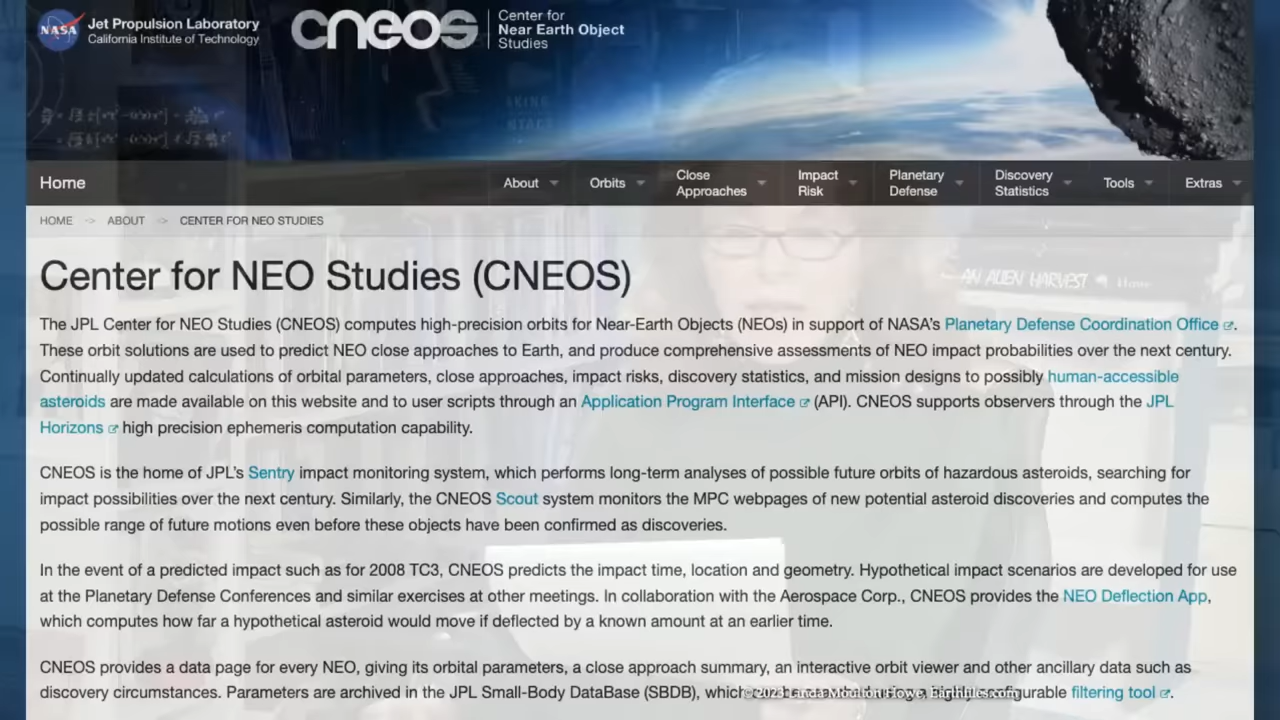 NASA
Jet Propulsion Laboratory
California Institute of Technology
cneos
Center for
Near Earth Object
Studies
Home
About
Orbits
Close
Approaches
Impact
Risk
Planetary
Defense
Discovery
Statistics
Tools
Extras
HOME -> ABOUT -> CENTER FOR NEO STUDIES
Center for NEO Studies (CNEOS)
AN ALIEN HARVEST
The JPL Center for NEO Studies (CNEOS) computes high-precision orbits for Near-Earth Objects (NEOs) in support of NASA's Planetary Defense Coordination Office.
These orbit solutions are used to predict NEO close approaches to Earth, and produce comprehensive assessments of NEO impact probabilities over the next century.
Continually updated calculations of orbital parameters, close approaches, impact risks, discovery statistics, and mission designs to possibly human-accessible
asteroids are made available on this website and to user scripts through an Application Program Interface (API). CNEOS supports observers through the JPL
Horizons high precision ephemeris computation capability.
CNEOS is the home of JPL's Sentry impact monitoring system, which performs long-term analyses of possible future orbits of hazardous asteroids, searching for
impact possibilities over the next century. Similarly, the CNEOS Scout system monitors the MPC webpages of new potential asteroid discoveries and computes the
possible range of future motions even before these objects have been confirmed as discoveries.
In the event of a predicted impact such as for 2008 TC3, CNEOS predicts the impact time, location and geometry. Hypothetical impact scenarios are developed for use
at the Planetary Defense Conferences and similar exercises at other meetings. In collaboration with the Aerospace Corp., CNEOS provides the NEO Deflection App,
which computes how far a hypothetical asteroid would move if deflected by a known amount at an earlier time.
CNEOS provides a data page for every NEO, giving its orbital parameters, a close approach summary, an interactive orbit viewer and other ancillary data such as
discovery circumstances. Parameters are archived in the JPL Small-Body DataBase (SBDB), which filtering tool.
© 2023 Linda Moulton Howe, Earthfiles.com